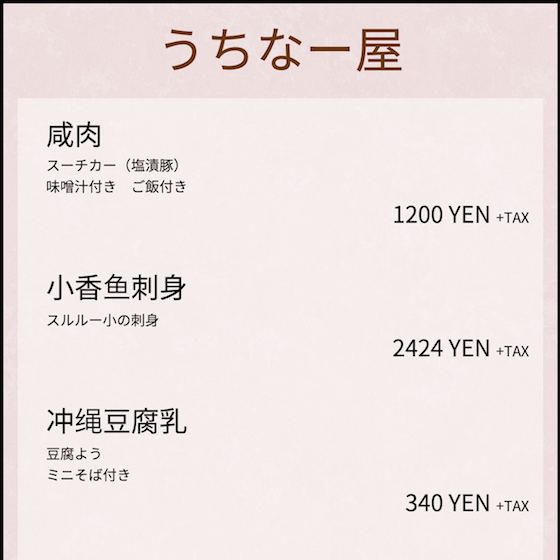 うちなー屋
咸肉
スーチカー（塩漬豚）
味噌汁付き　ご飯付き
1200 YEN +TAX
小香鱼刺身
スルルー小の刺身
2424 YEN +TAX
冲绳豆腐乳
豆腐よう
ミニそば付き
340 YEN +TAX